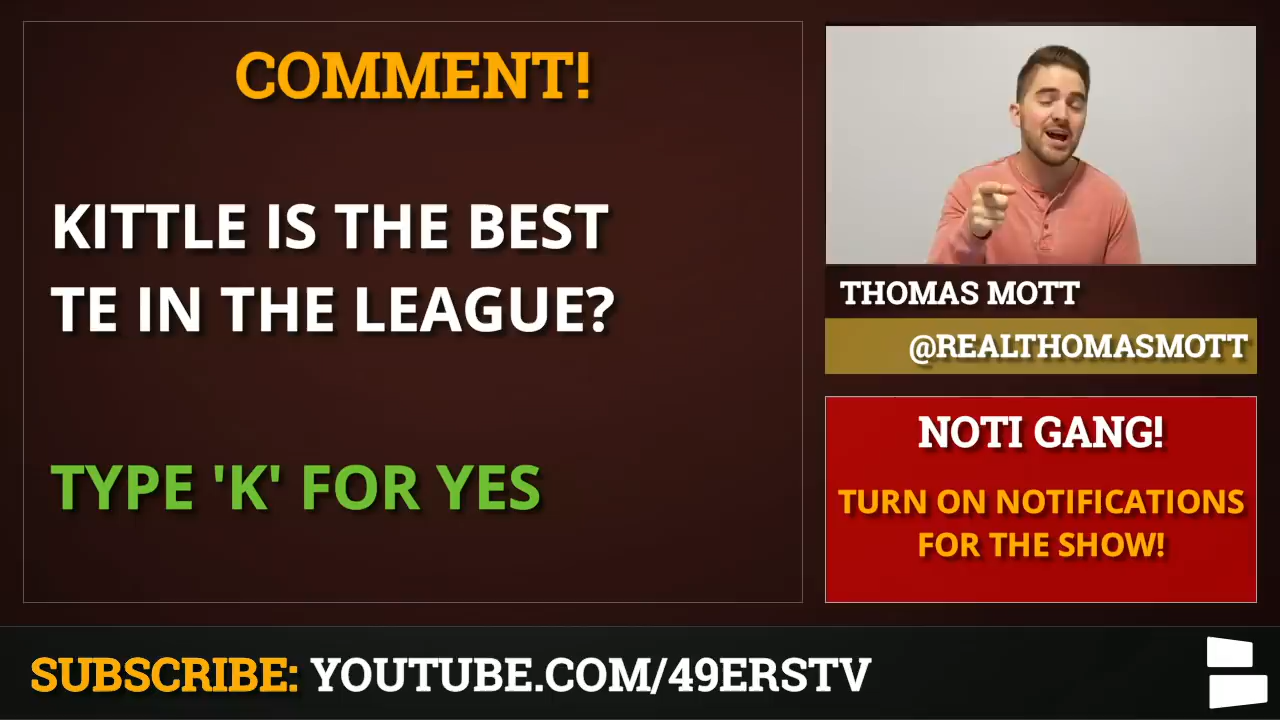 COMMENT!
KITTLE IS THE BEST
TE IN THE LEAGUE?
TYPE 'K' FOR YES
THOMAS MOTT
@REALTHOMASMOTT
NOTI GANG!
TURN ON NOTIFICATIONS
FOR THE SHOW!
SUBSCRIBE: YOUTUBE.COM/49ERSTV